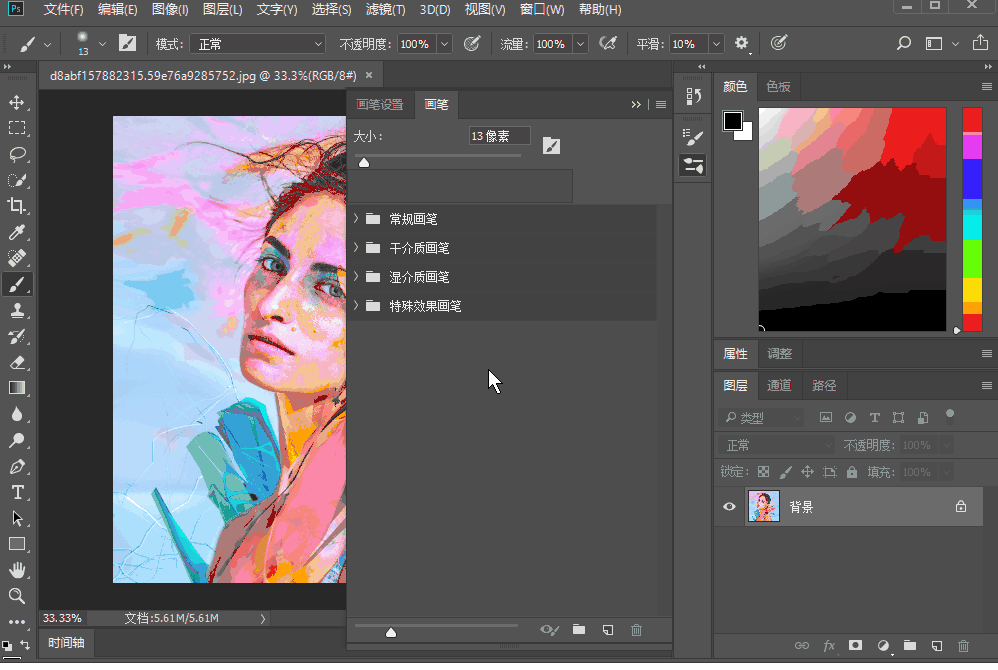 Ps 文件(F) 编辑(E) 图像(I) 图层(L) 文字(Y) 选择(S) 滤镜(T) 3D(D) 视图(V) 窗口(W) 帮助(H)
13 模式: 正常 不透明度: 100% 流量: 100% 平滑: 10%
d8abf157882315.59e76a9285752.jpg @ 33.3%(RGB/8#) ×
画笔设置 画笔
大小: 13 像素
常规画笔
干介质画笔
湿介质画笔
特殊效果画笔
颜色 色板
属性 调整
图层 通道 路径
类型
正常 不透明度: 100%
锁定: 填充: 100%
背景
fx
33.33% 文档:5.61M/5.61M
时间轴